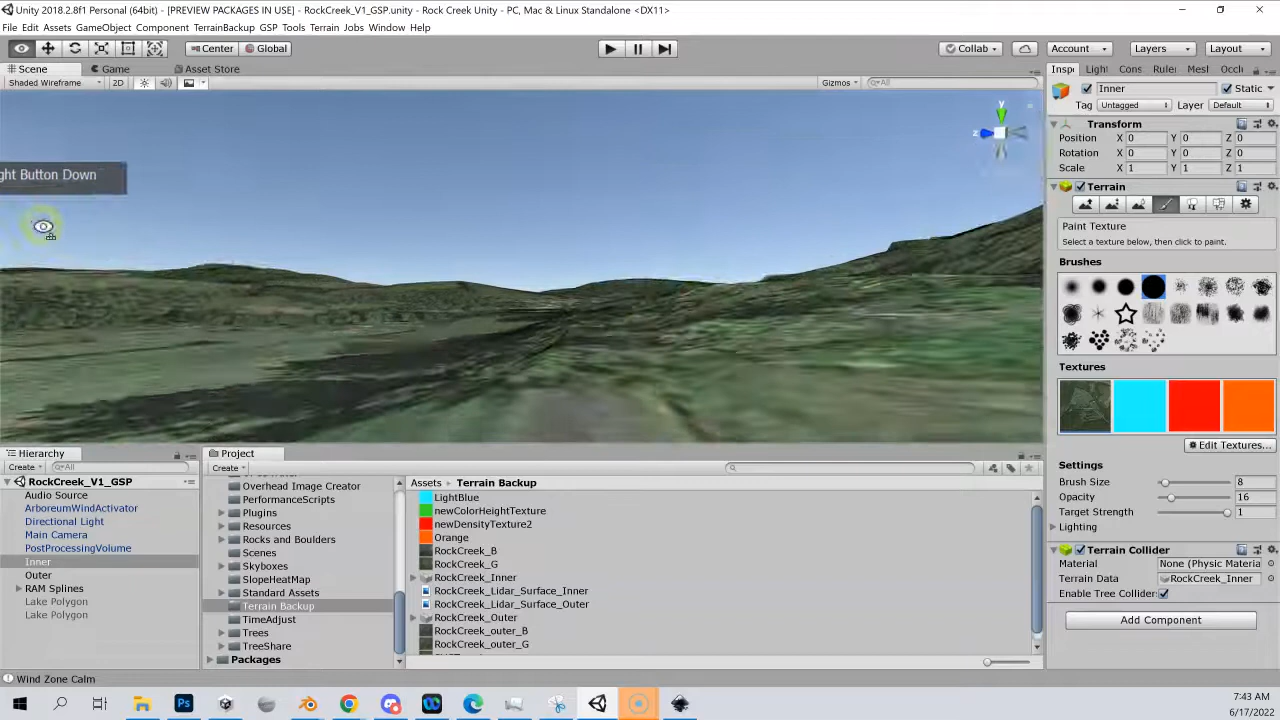 Unity 2018.2.8f1 Personal (64bit) - [PREVIEW PACKAGES IN USE] - RockCreek_V1_GSP.unity - Rock Creek Unity - PC, Mac & Linux Standalone <DX11>
File Edit Assets GameObject Component TerrainBackup GSP Tools Terrain Jobs Window Help
Center Global Collab Account Layers Layout
Scene Game Asset Store
Shaded Wireframe 2D Gizmos All
ght Button Down
y
z
Inspe Light Cons Rule Mesh Occlu
Inner Static
Tag Untagged Layer Default
Transform
Position X 0 Y 0 Z 0
Rotation X 0 Y 0 Z 0
Scale X 1 Y 1 Z 1
Terrain
Paint Texture
Select a texture below, then click to paint.
Brushes
Textures
Edit Textures...
Settings
Brush Size 8
Opacity 16
Target Strength 1
Lighting
Terrain Collider
Material None (Physic Materia
Terrain Data RockCreek_Inner
Enable Tree Colliders
Add Component
Hierarchy
Create All
RockCreek_V1_GSP
Audio Source
ArboreumWindActivator
Directional Light
Main Camera
PostProcessingVolume
Inner
Outer
RAM Splines
Lake Polygon
Lake Polygon
Project
Create
Overhead Image Creator
PerformanceScripts
Plugins
Resources
Rocks and Boulders
Scenes
Skyboxes
SlopeHeatMap
Standard Assets
Terrain Backup
TimeAdjust
Trees
TreeShare
Packages
Assets Terrain Backup
LightBlue
newColorHeightTexture
newDensityTexture2
Orange
RockCreek_B
RockCreek_G
RockCreek_Inner
RockCreek_Lidar_Surface_Inner
RockCreek_Lidar_Surface_Outer
RockCreek_Outer
RockCreek_outer_B
RockCreek_outer_G
Wind Zone Calm
7:43 AM
6/17/2022